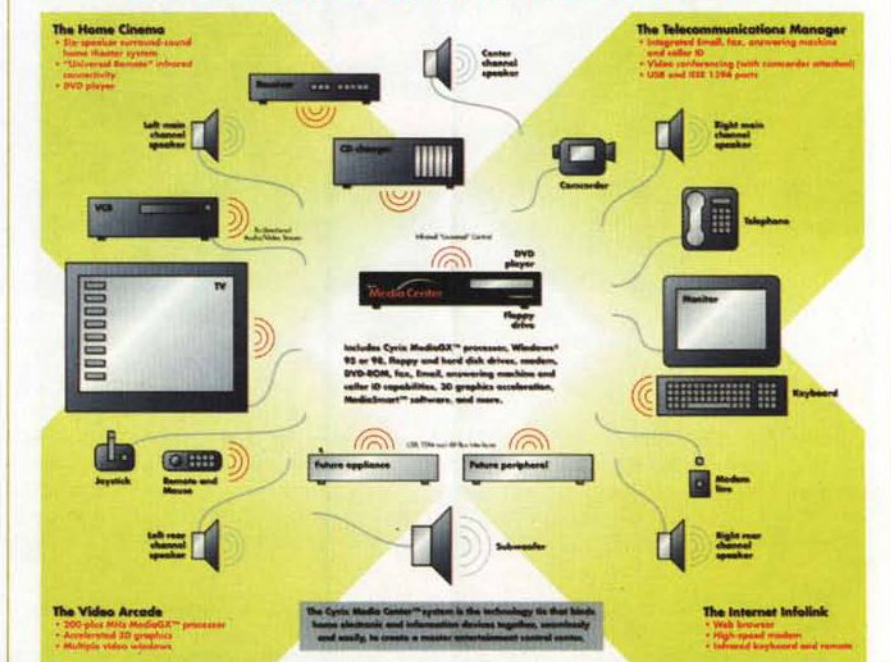 The Home Cinema
• Six-speaker surround-sound
home theater system
• "Universal Remote" infrared
connectivity
• DVD player
The Telecommunications Manager
• Integrated Email, fax, answering machine
and caller ID
• Video conferencing (with camcorder attached)
• USB and IEEE 1394 ports
Center
channel
speaker
Receiver
Left main
channel
speaker
CD changer
Camcorder
Right main
channel
speaker
VCR
Audio/Video Stream
Infrared "Universal" Control
Telephone
TV
DVD
player
Media Center
Floppy
drive
Monitor
Includes Cyrix MediaGX™ processor, Windows®
95 or 98, floppy and hard disk drives, modem,
DVD-ROM, fax, Email, answering machine and
caller ID capabilities, 3D graphics acceleration,
MediaSmart™ software, and more.
Keyboard
Joystick
Remote and
Mouse
Future appliance
Future peripheral
Modem
line
Left rear
channel
speaker
Subwoofer
Right rear
channel
speaker
The Video Arcade
• 200-plus MHz MediaGX™ processor
• Accelerated 3D graphics
• Multiple video windows
The Cyrix Media Center™ system is the technology tie that binds
home electronic and information devices together, seamlessly
and easily, to create a master entertainment control center.
The Internet Infolink
• Web browser
• High-speed modem
• Infrared keyboard and remote